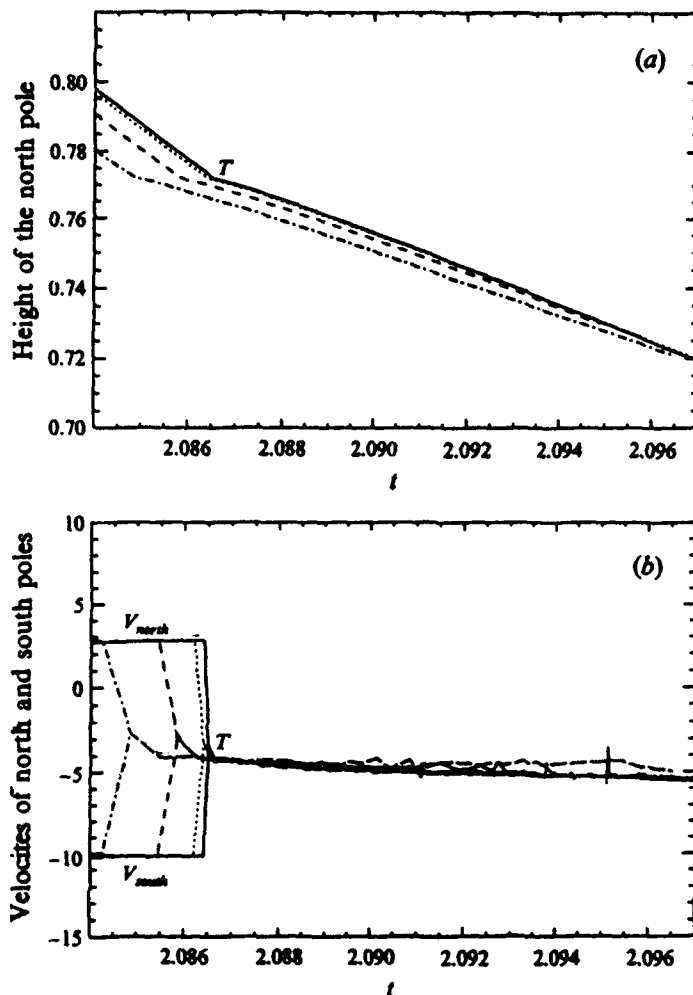 (a)
0.80
0.78
0.76
0.74
0.72
0.70
Height of the north pole
T
2.086
2.088
2.090
2.092
2.094
2.096
t
(b)
10
5
0
−5
−10
−15
Velocites of north and south poles
V_north
T
V_south
2.086
2.088
2.090
2.092
2.094
2.096
t